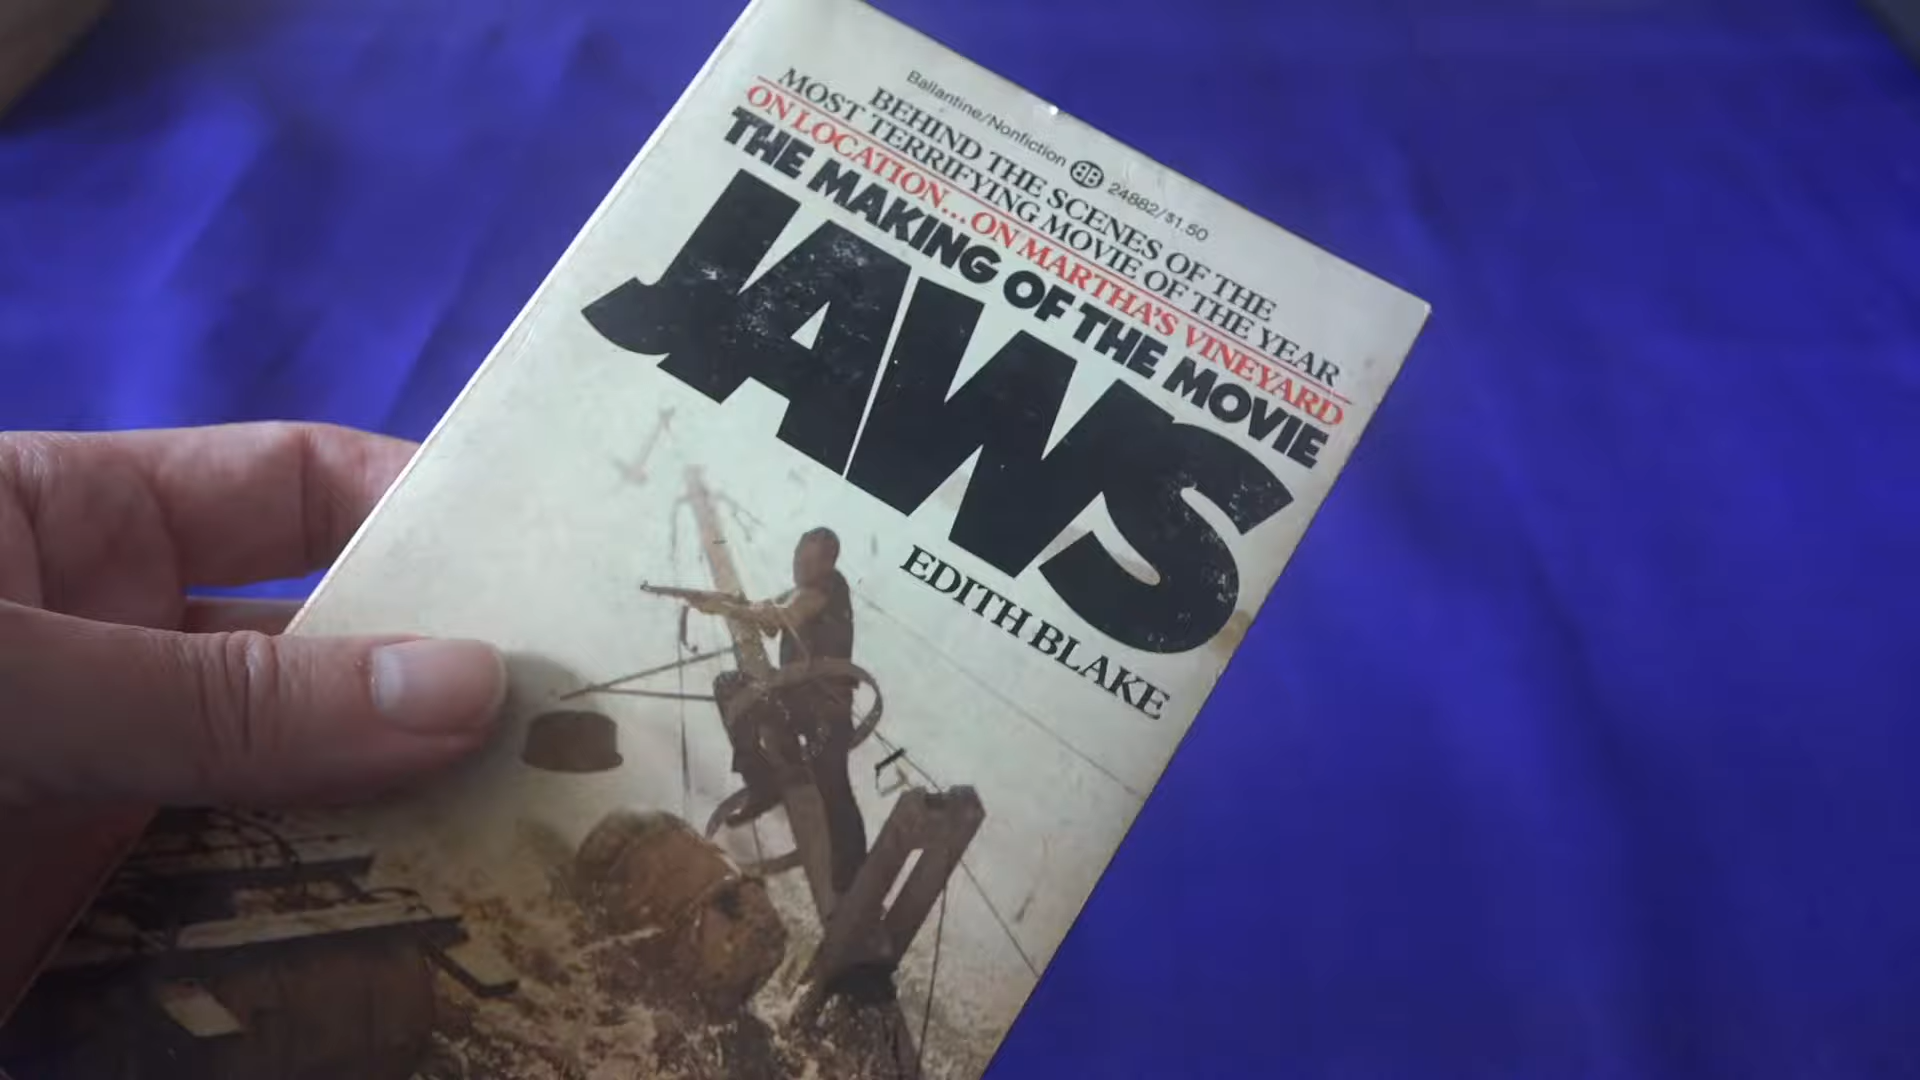 Ballantine/Nonfiction BB 24882/$1.50
BEHIND THE SCENES OF THE
MOST TERRIFYING MOVIE OF THE YEAR
ON LOCATION...ON MARTHA'S VINEYARD
THE MAKING OF THE MOVIE
JAWS
EDITH BLAKE